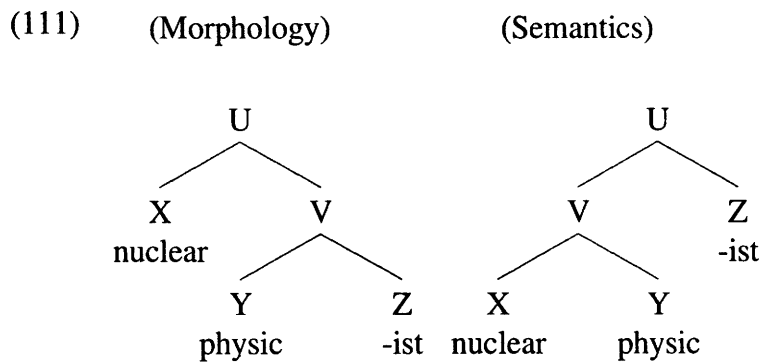 (111) (Morphology) (Semantics)
U U
X V V Z
nuclear -ist
Y Z X Y
physic -ist nuclear physic